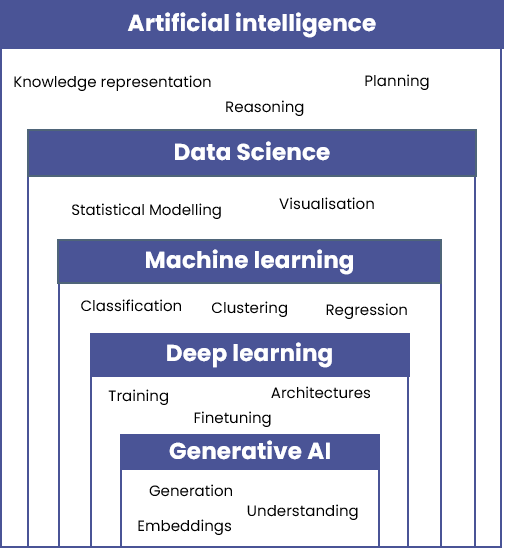 Artificial intelligence
Knowledge representation
Planning
Reasoning
Data Science
Statistical Modelling
Visualisation
Machine learning
Classification
Clustering
Regression
Deep learning
Training
Architectures
Finetuning
Generative AI
Generation
Understanding
Embeddings